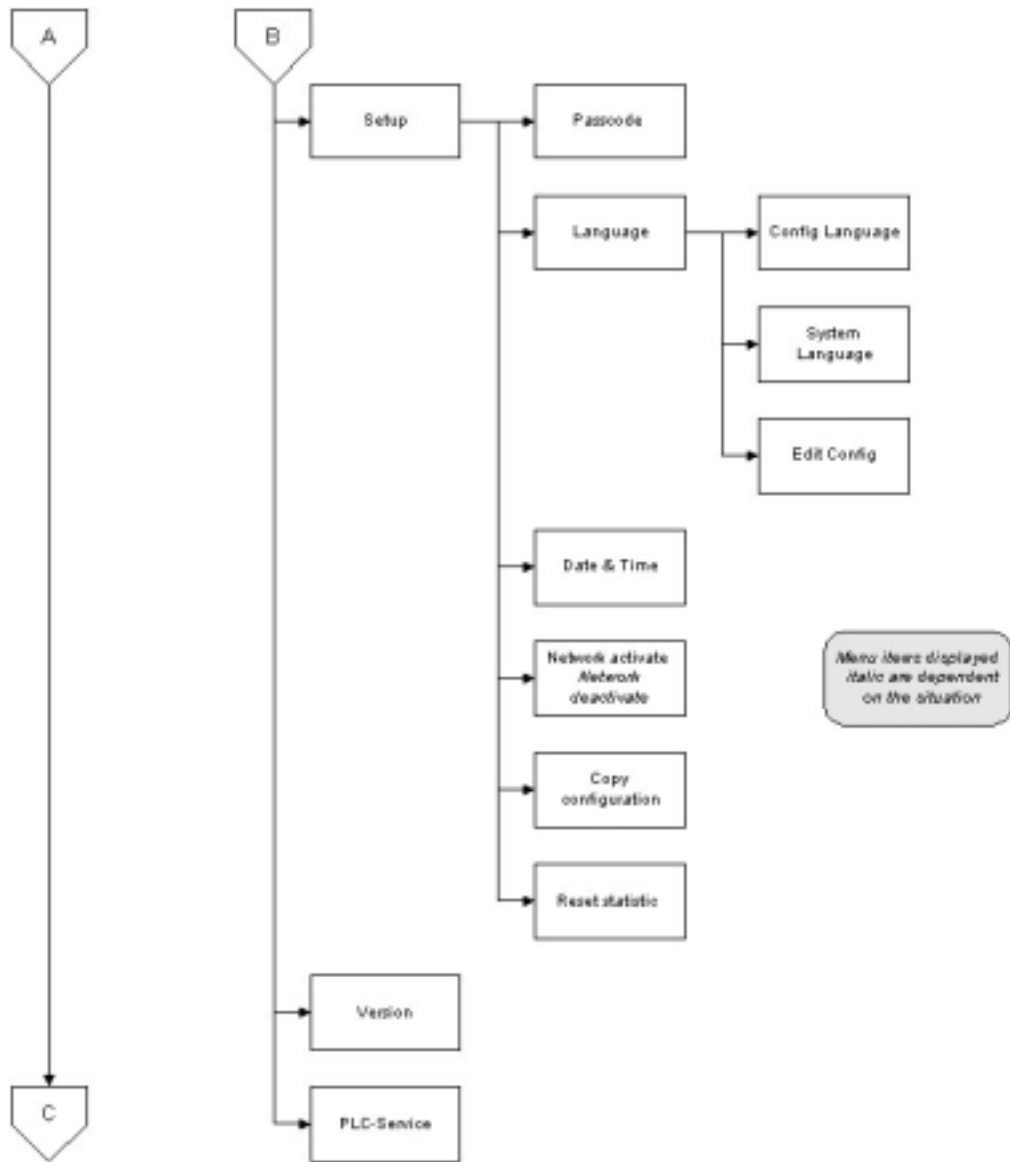 A
B
Setup
Passcode
Language
Config Language
System
Language
Edit Config
Date & Time
Network activate
Network
deactivate
Menu items displayed
italic are dependent
on the situation
Copy
configuration
Reset statistic
Version
C
PLC-Service